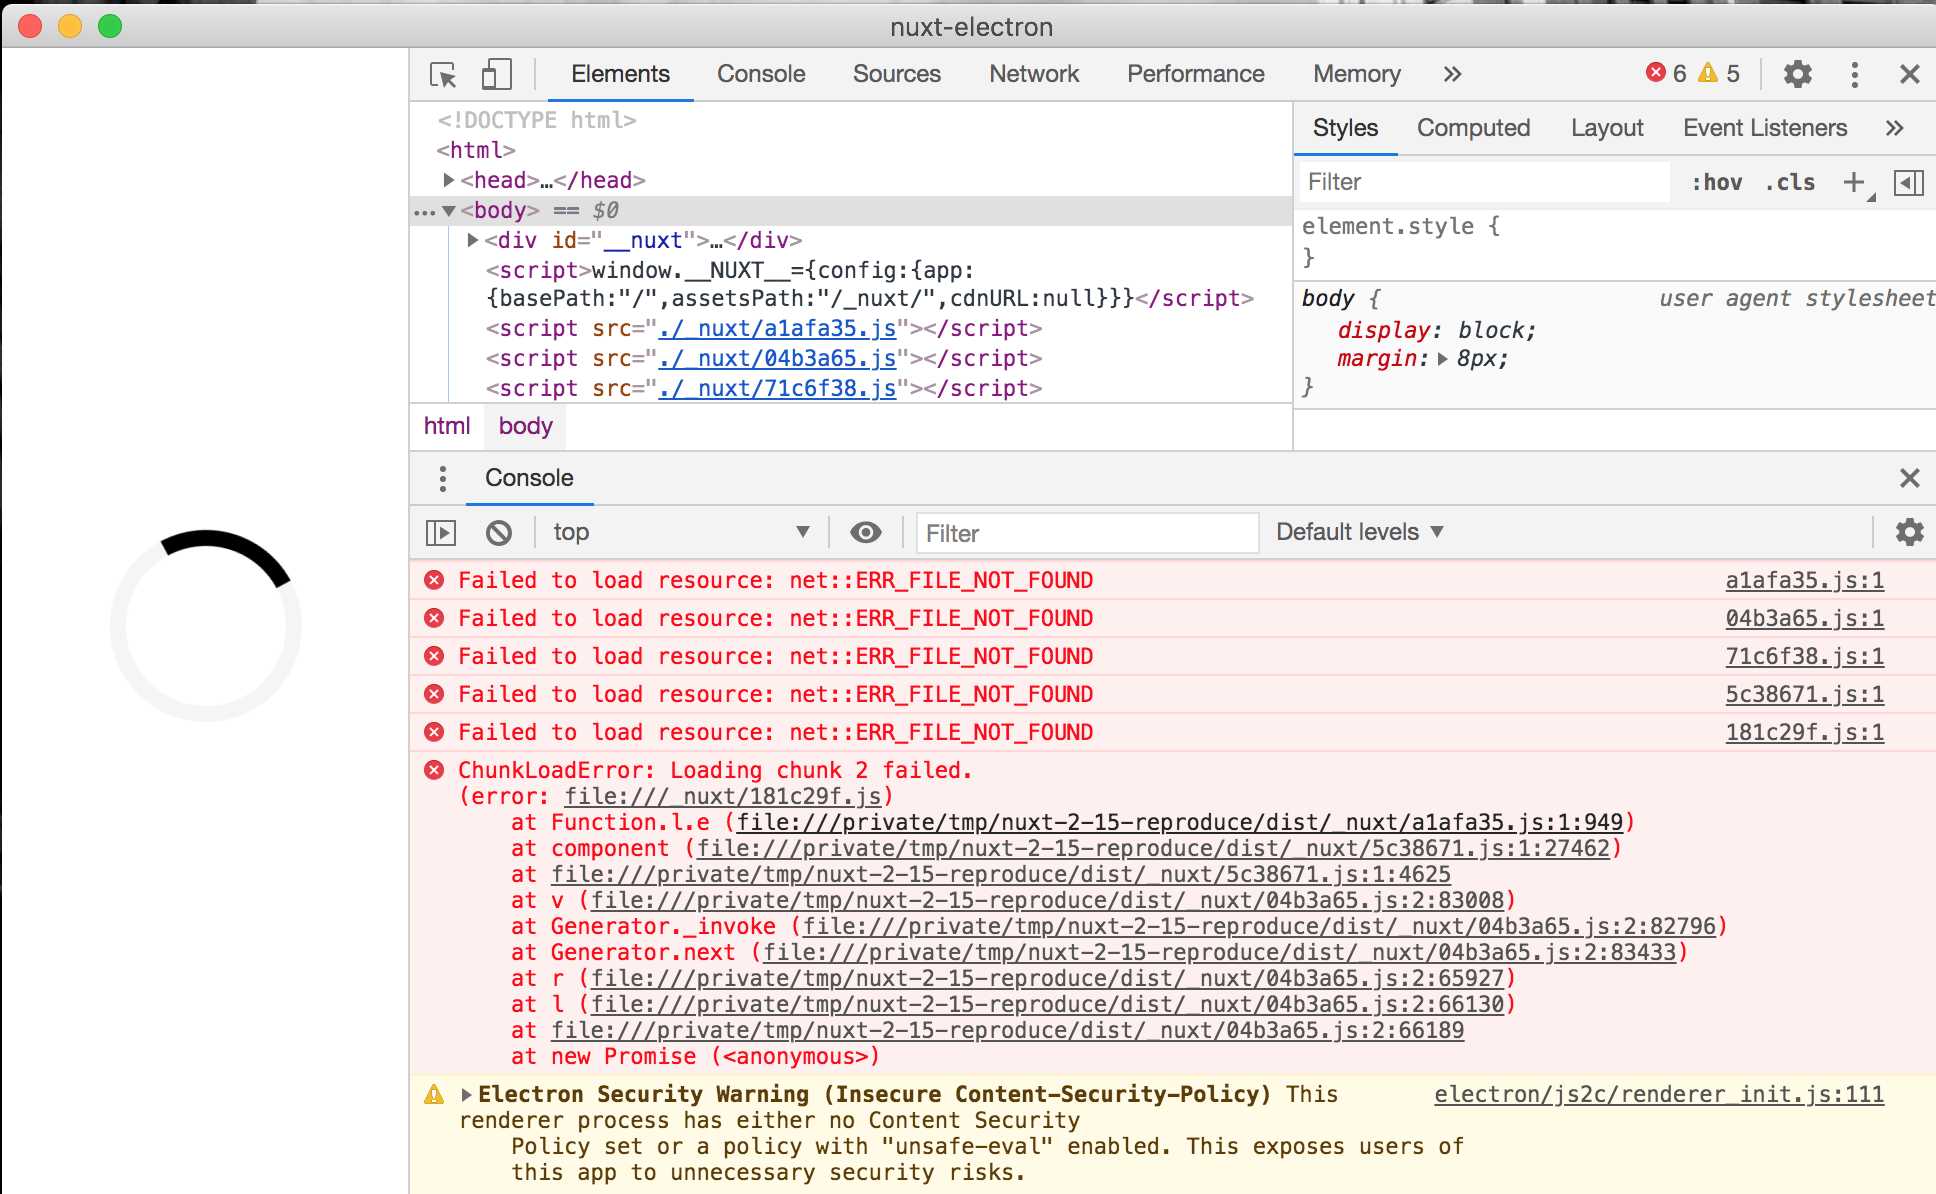 nuxt-electron
Elements Console Sources Network Performance Memory » 6 5
<!DOCTYPE html>
<html>
<head>…</head>
<body> == $0
<div id="__nuxt">…</div>
<script>window.__NUXT__={config:{app:
{basePath:"/",assetsPath:"/_nuxt/",cdnURL:null}}}</script>
<script src="./_nuxt/a1afa35.js"></script>
<script src="./_nuxt/04b3a65.js"></script>
<script src="./_nuxt/71c6f38.js"></script>
html body
Styles Computed Layout Event Listeners »
Filter :hov .cls +
element.style {
}
body { user agent stylesheet
display: block;
margin: 8px;
}
Console
top Filter Default levels
Failed to load resource: net::ERR_FILE_NOT_FOUND a1afa35.js:1
Failed to load resource: net::ERR_FILE_NOT_FOUND 04b3a65.js:1
Failed to load resource: net::ERR_FILE_NOT_FOUND 71c6f38.js:1
Failed to load resource: net::ERR_FILE_NOT_FOUND 5c38671.js:1
Failed to load resource: net::ERR_FILE_NOT_FOUND 181c29f.js:1
ChunkLoadError: Loading chunk 2 failed.
(error: file:///_nuxt/181c29f.js)
at Function.l.e (file:///private/tmp/nuxt-2-15-reproduce/dist/_nuxt/a1afa35.js:1:949)
at component (file:///private/tmp/nuxt-2-15-reproduce/dist/_nuxt/5c38671.js:1:27462)
at file:///private/tmp/nuxt-2-15-reproduce/dist/_nuxt/5c38671.js:1:4625
at v (file:///private/tmp/nuxt-2-15-reproduce/dist/_nuxt/04b3a65.js:2:83008)
at Generator._invoke (file:///private/tmp/nuxt-2-15-reproduce/dist/_nuxt/04b3a65.js:2:82796)
at Generator.next (file:///private/tmp/nuxt-2-15-reproduce/dist/_nuxt/04b3a65.js:2:83433)
at r (file:///private/tmp/nuxt-2-15-reproduce/dist/_nuxt/04b3a65.js:2:65927)
at l (file:///private/tmp/nuxt-2-15-reproduce/dist/_nuxt/04b3a65.js:2:66130)
at file:///private/tmp/nuxt-2-15-reproduce/dist/_nuxt/04b3a65.js:2:66189
at new Promise (<anonymous>)
Electron Security Warning (Insecure Content-Security-Policy) This electron/js2c/renderer_init.js:111
renderer process has either no Content Security
Policy set or a policy with "unsafe-eval" enabled. This exposes users of
this app to unnecessary security risks.